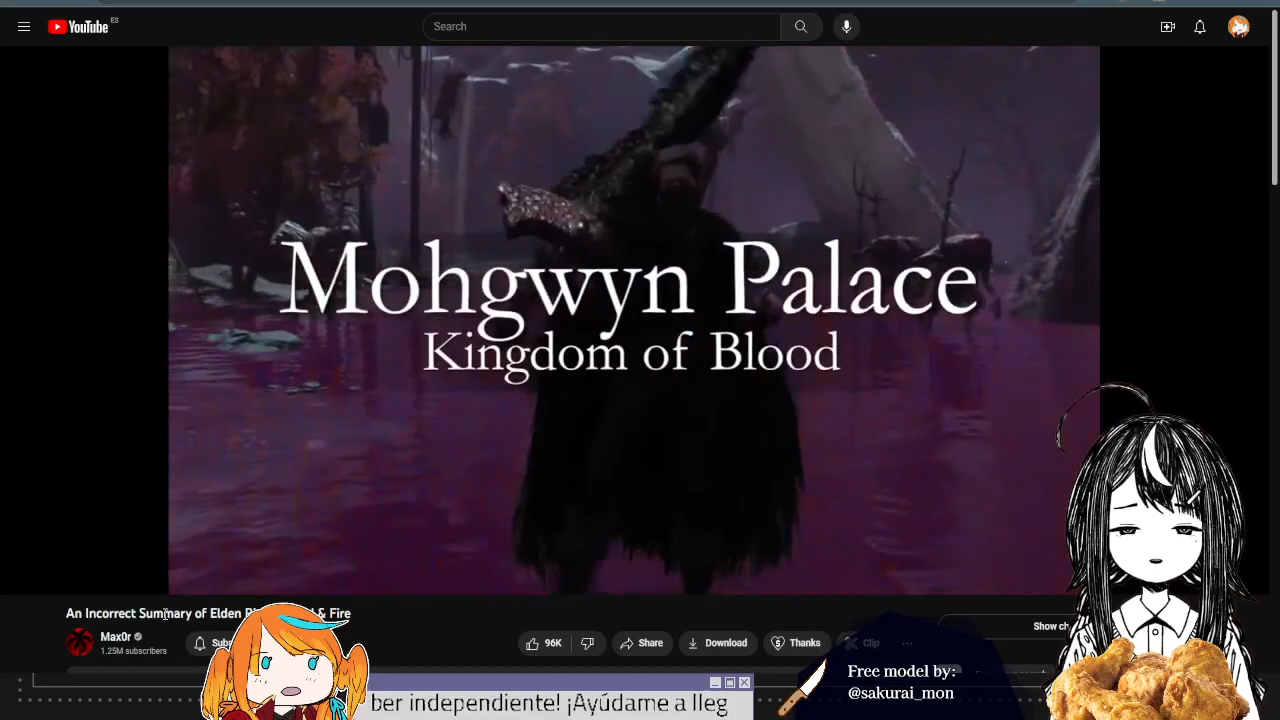 YouTube ES
Search
Mohgwyn Palace
Kingdom of Blood
An Incorrect Summary of Elden & Fire
Max0r
1.25M subscribers
96K
Share
Download
Thanks
Clip
Show
Free model by:
@sakurai_mon
ber independiente! ¡Ayúdame a lleg